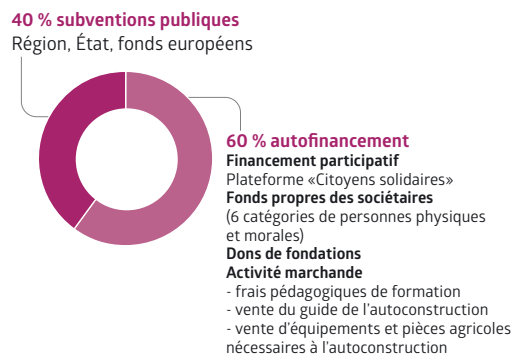 40 % subventions publiques
Région, État, fonds européens
60 % autofinancement
Financement participatif
Plateforme «Citoyens solidaires»
Fonds propres des sociétaires
(6 catégories de personnes physiques
et morales)
Dons de fondations
Activité marchande
- frais pédagogiques de formation
- vente du guide de l'autoconstruction
- vente d'équipements et pièces agricoles
nécessaires à l'autoconstruction